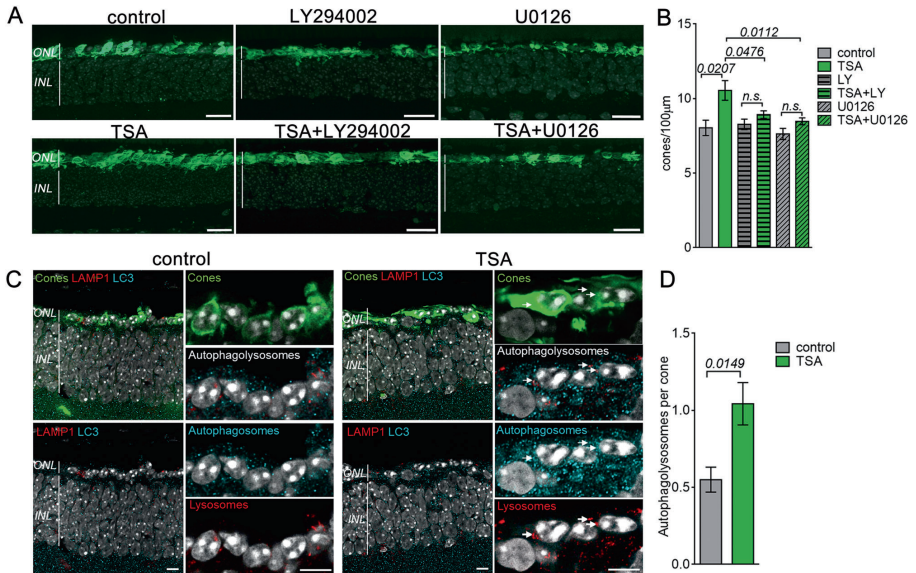 A
control
LY294002
U0126
ONL
INL
TSA
TSA+LY294002
TSA+U0126
ONL
INL
B
cones/100µm
15
10
5
0
0.0207
0.0476
0.0112
n.s.
n.s.
control
TSA
LY
TSA+LY
U0126
TSA+U0126
C
control
TSA
Cones LAMP1 LC3
Cones
Cones LAMP1 LC3
Cones
ONL
INL
Autophagolysosomes
ONL
INL
Autophagolysosomes
LAMP1 LC3
Autophagosomes
LAMP1 LC3
Autophagosomes
ONL
INL
Lysosomes
ONL
INL
Lysosomes
D
Autophagolysosomes per cone
1.5
1.0
0.5
0.0
0.0149
control
TSA